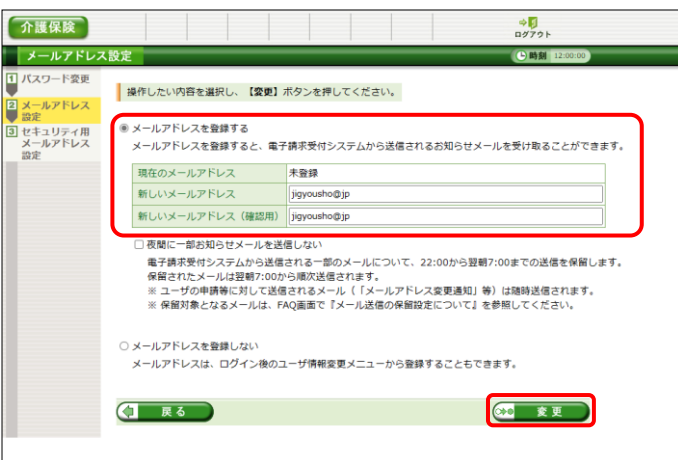 介護保険
ログアウト
メールアドレス設定
時刻 12:00:00
1 パスワード変更
2 メールアドレス
設定
3 セキュリティ用
メールアドレス
設定
操作したい内容を選択し、【変更】ボタンを押してください。
メールアドレスを登録する
メールアドレスを登録すると、電子請求受付システムから送信されるお知らせメールを受け取ることができます。
現在のメールアドレス 未登録
新しいメールアドレス jigyousho@jp
新しいメールアドレス（確認用） jigyousho@jp
夜間に一部お知らせメールを送信しない
電子請求受付システムから送信される一部のメールについて、22:00から翌朝7:00までの送信を保留します。
保留されたメールは翌朝7:00から順次送信されます。
※ ユーザの申請等に対して送信されるメール（「メールアドレス変更通知」等）は随時送信されます。
※ 保留対象となるメールは、FAQ画面で『メール送信の保留設定について』を参照してください。
メールアドレスを登録しない
メールアドレスは、ログイン後のユーザ情報変更メニューから登録することもできます。
戻る
変更